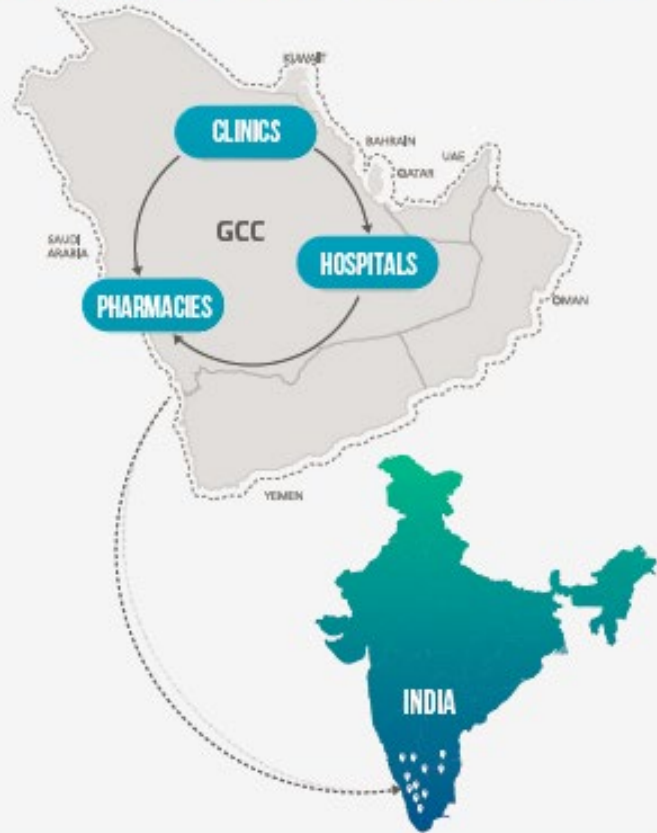 KUWAIT
CLINICS
BAHRAIN
UAE
QATAR
GCC
SAUDI
ARABIA
HOSPITALS
PHARMACIES
OMAN
YEMEN
INDIA